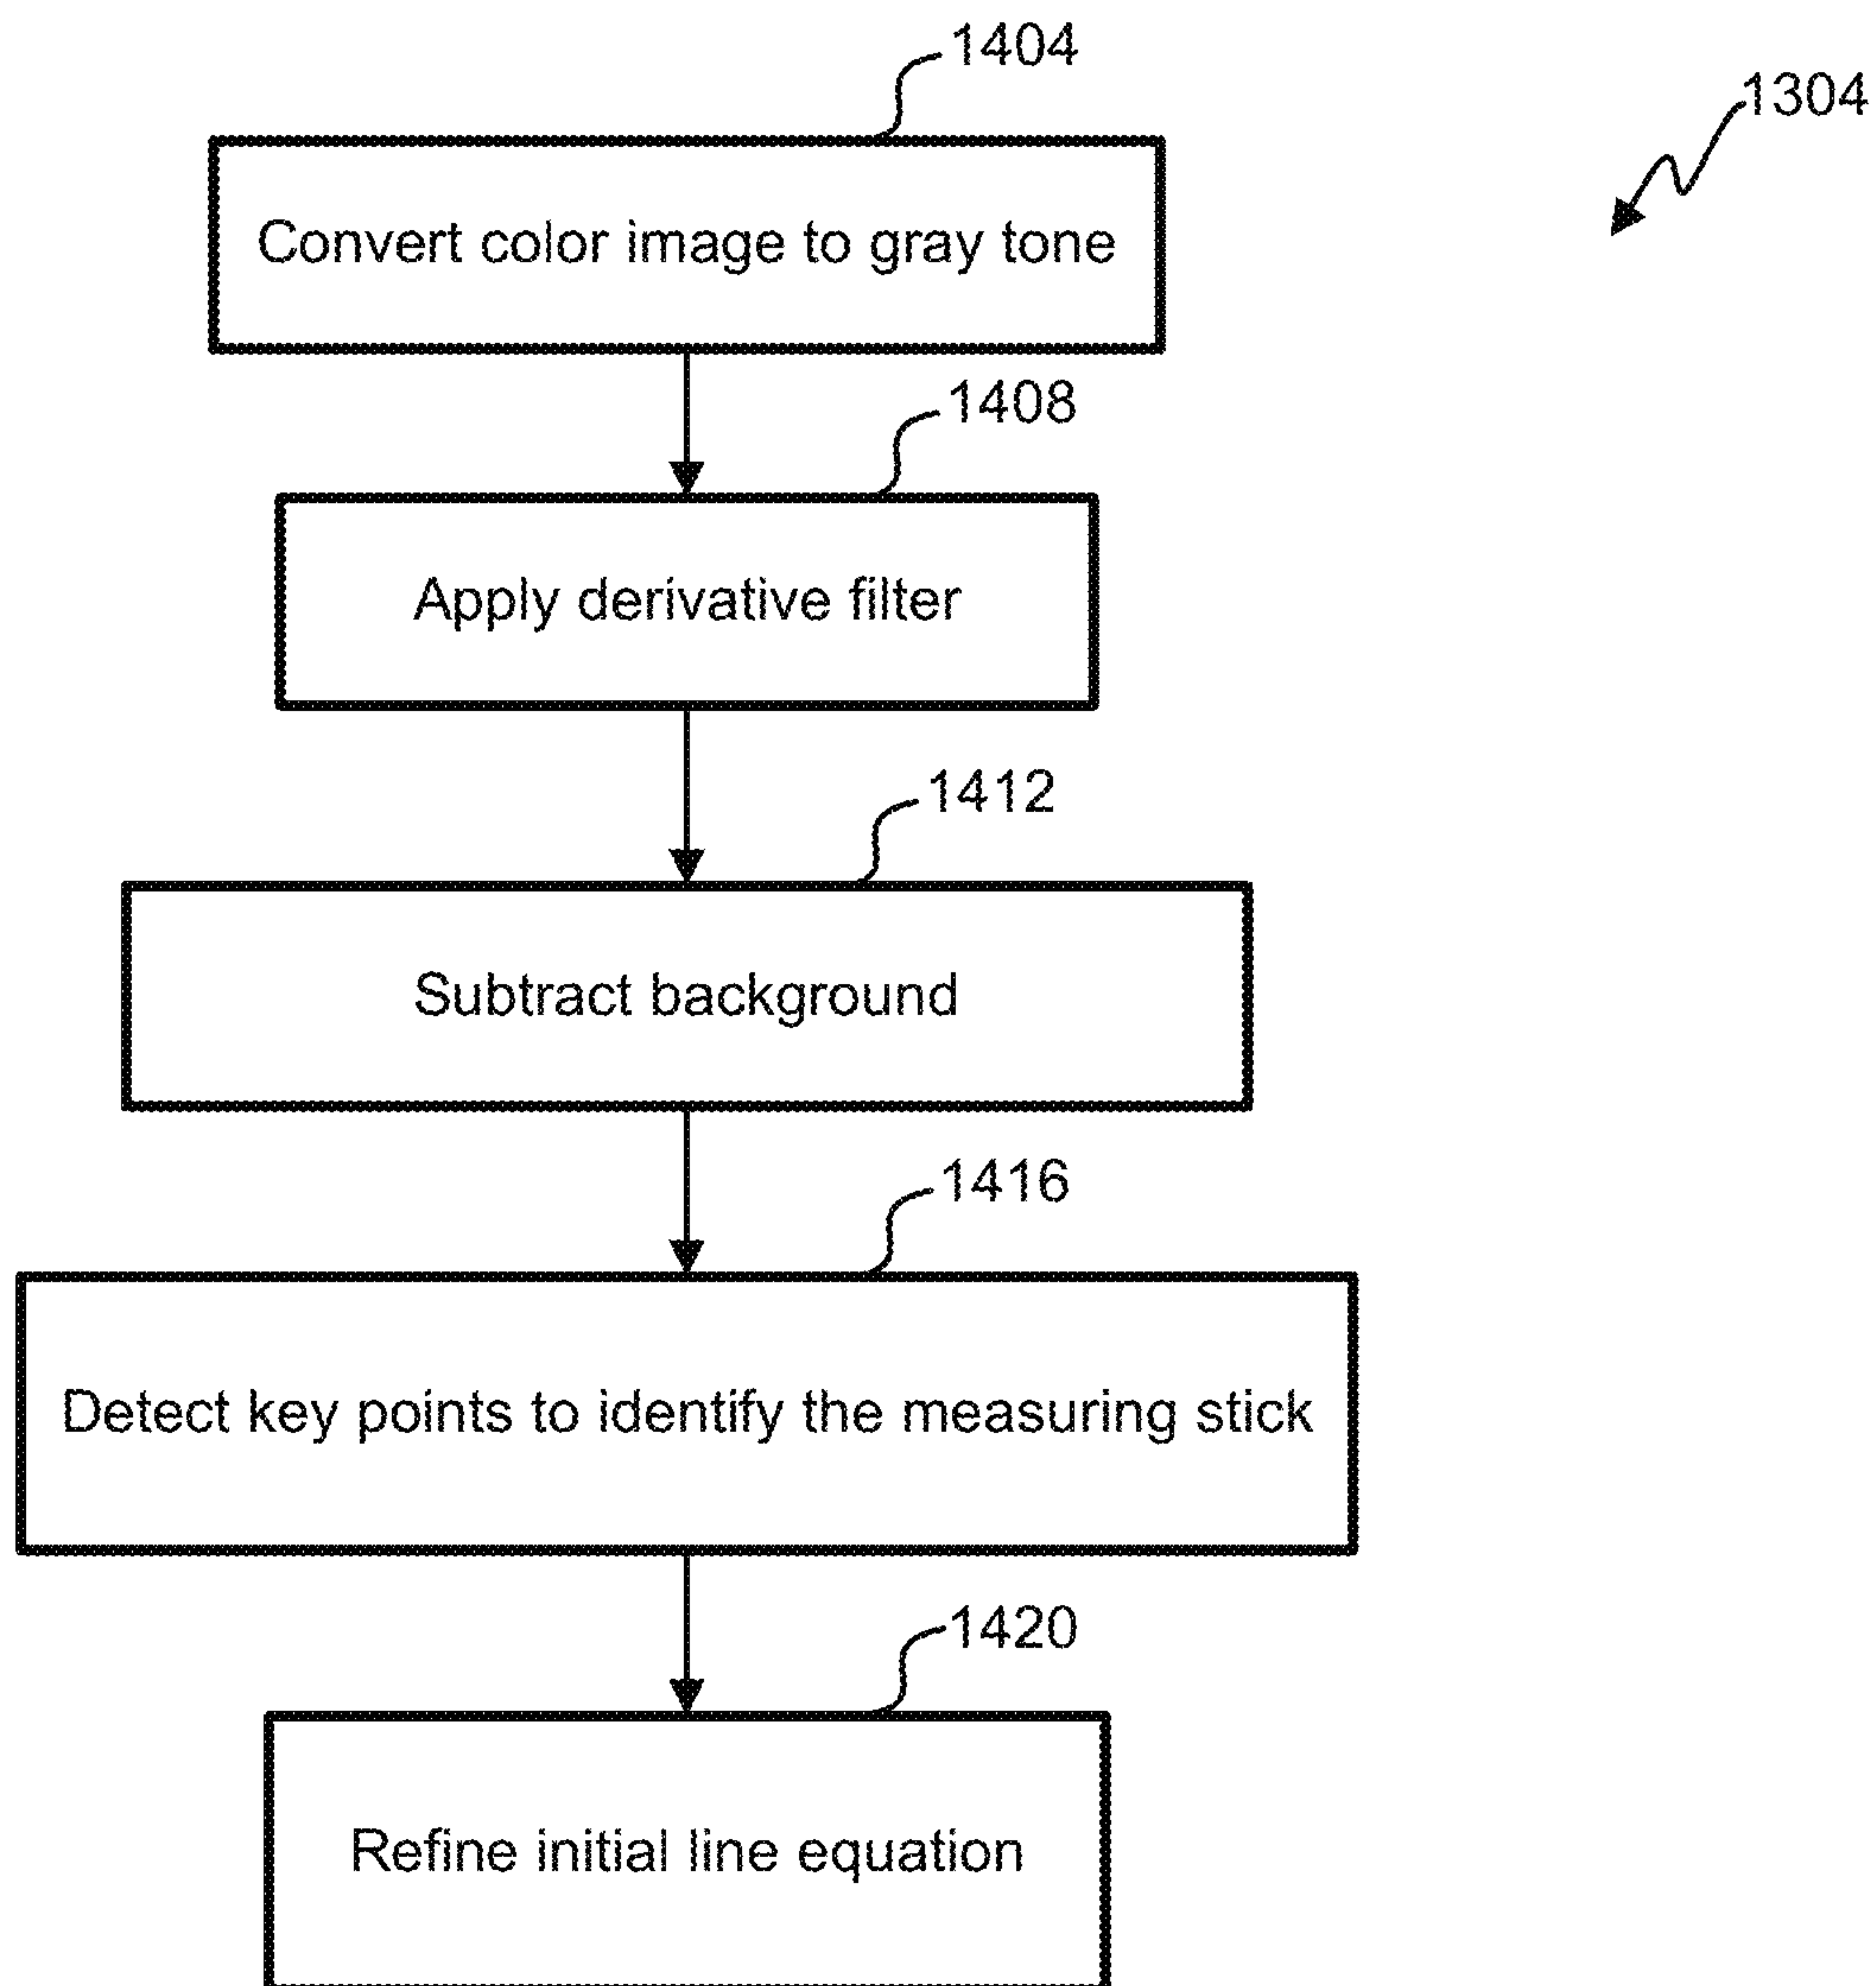 1404
1304
Convert color image to gray tone
1408
Apply derivative filter
1412
Subtract background
1416
Detect key points to identify the measuring stick
1420
Refine initial line equation